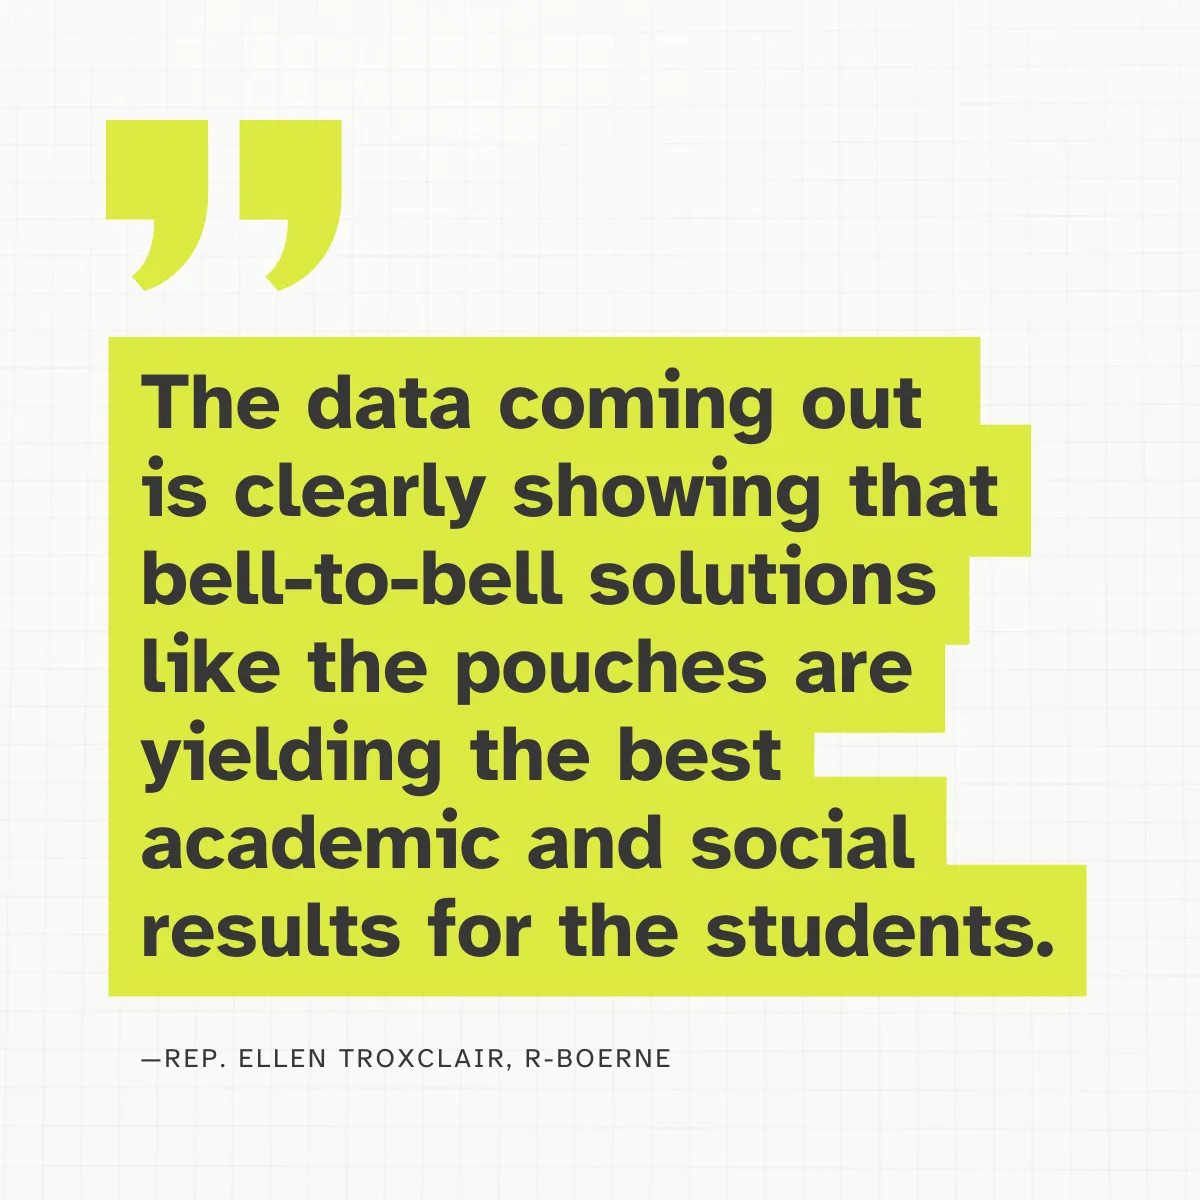 ”
The data coming out
is clearly showing that
bell-to-bell solutions
like the pouches are
yielding the best
academic and social
results for the students.
—REP. ELLEN TROXCLAIR, R-BOERNE